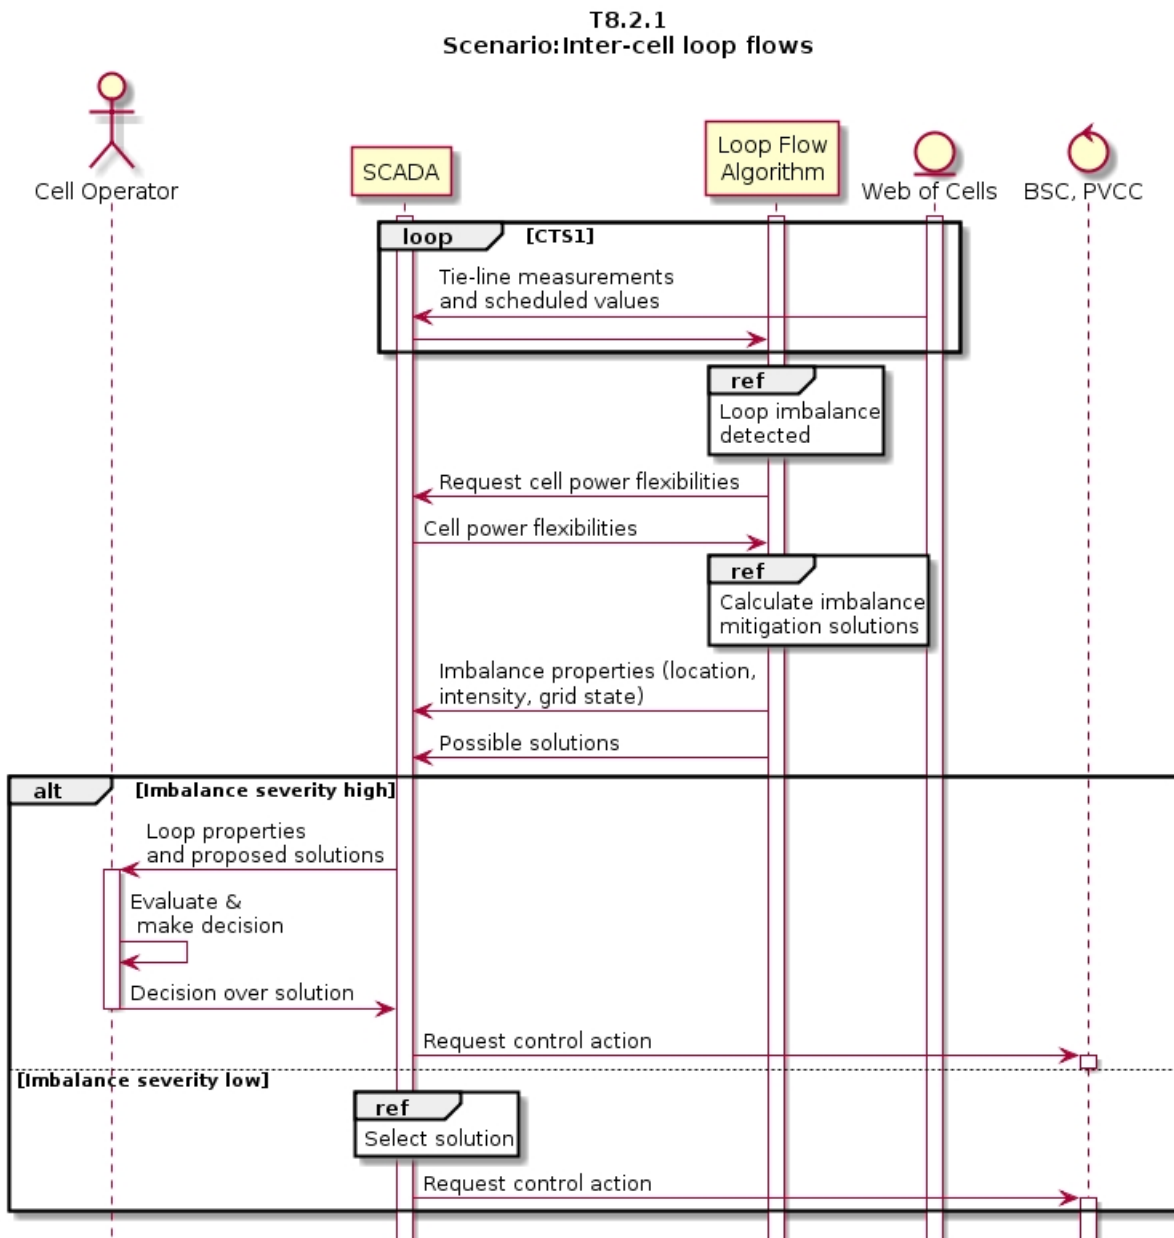 T8.2.1
Scenario:Inter-cell loop flows
Cell Operator
SCADA
Loop Flow
Algorithm
Web of Cells
BSC, PVCC
loop
[CTS1]
Tie-line measurements
and scheduled values
ref
Loop imbalance
detected
Request cell power flexibilities
Cell power flexibilities
ref
Calculate imbalance
mitigation solutions
Imbalance properties (location,
intensity, grid state)
Possible solutions
alt
[Imbalance severity high]
Loop properties
and proposed solutions
Evaluate &
make decision
Decision over solution
Request control action
[Imbalance severity low]
ref
Select solution
Request control action